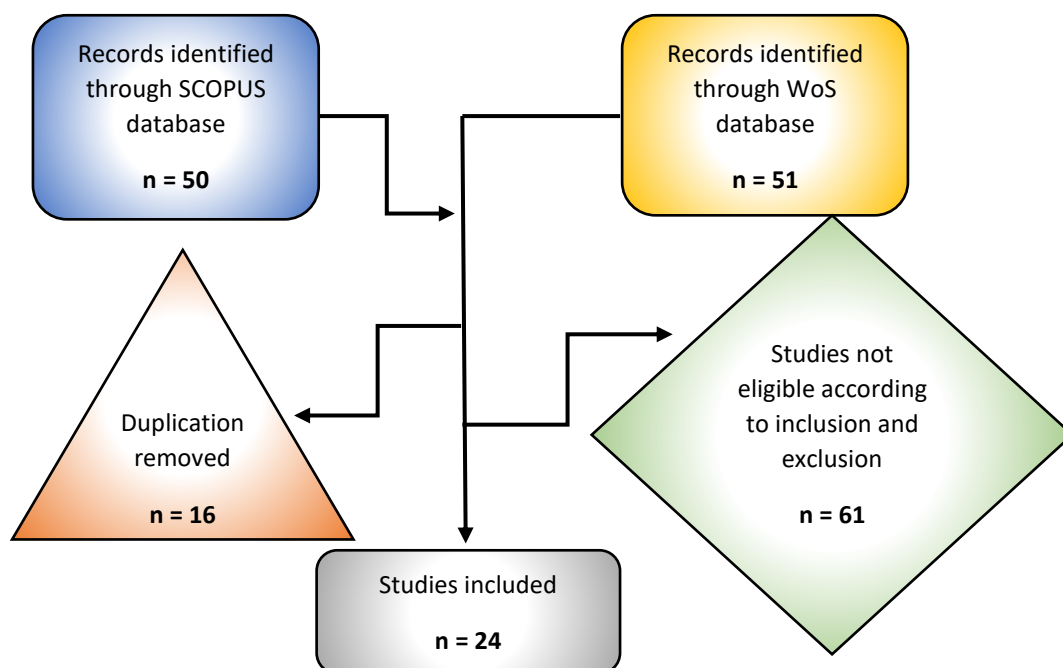 Records identified
through SCOPUS
database
n = 50
Records identified
through WoS
database
n = 51
Duplication
removed
n = 16
Studies not
eligible according
to inclusion and
exclusion
n = 61
Studies included
n = 24